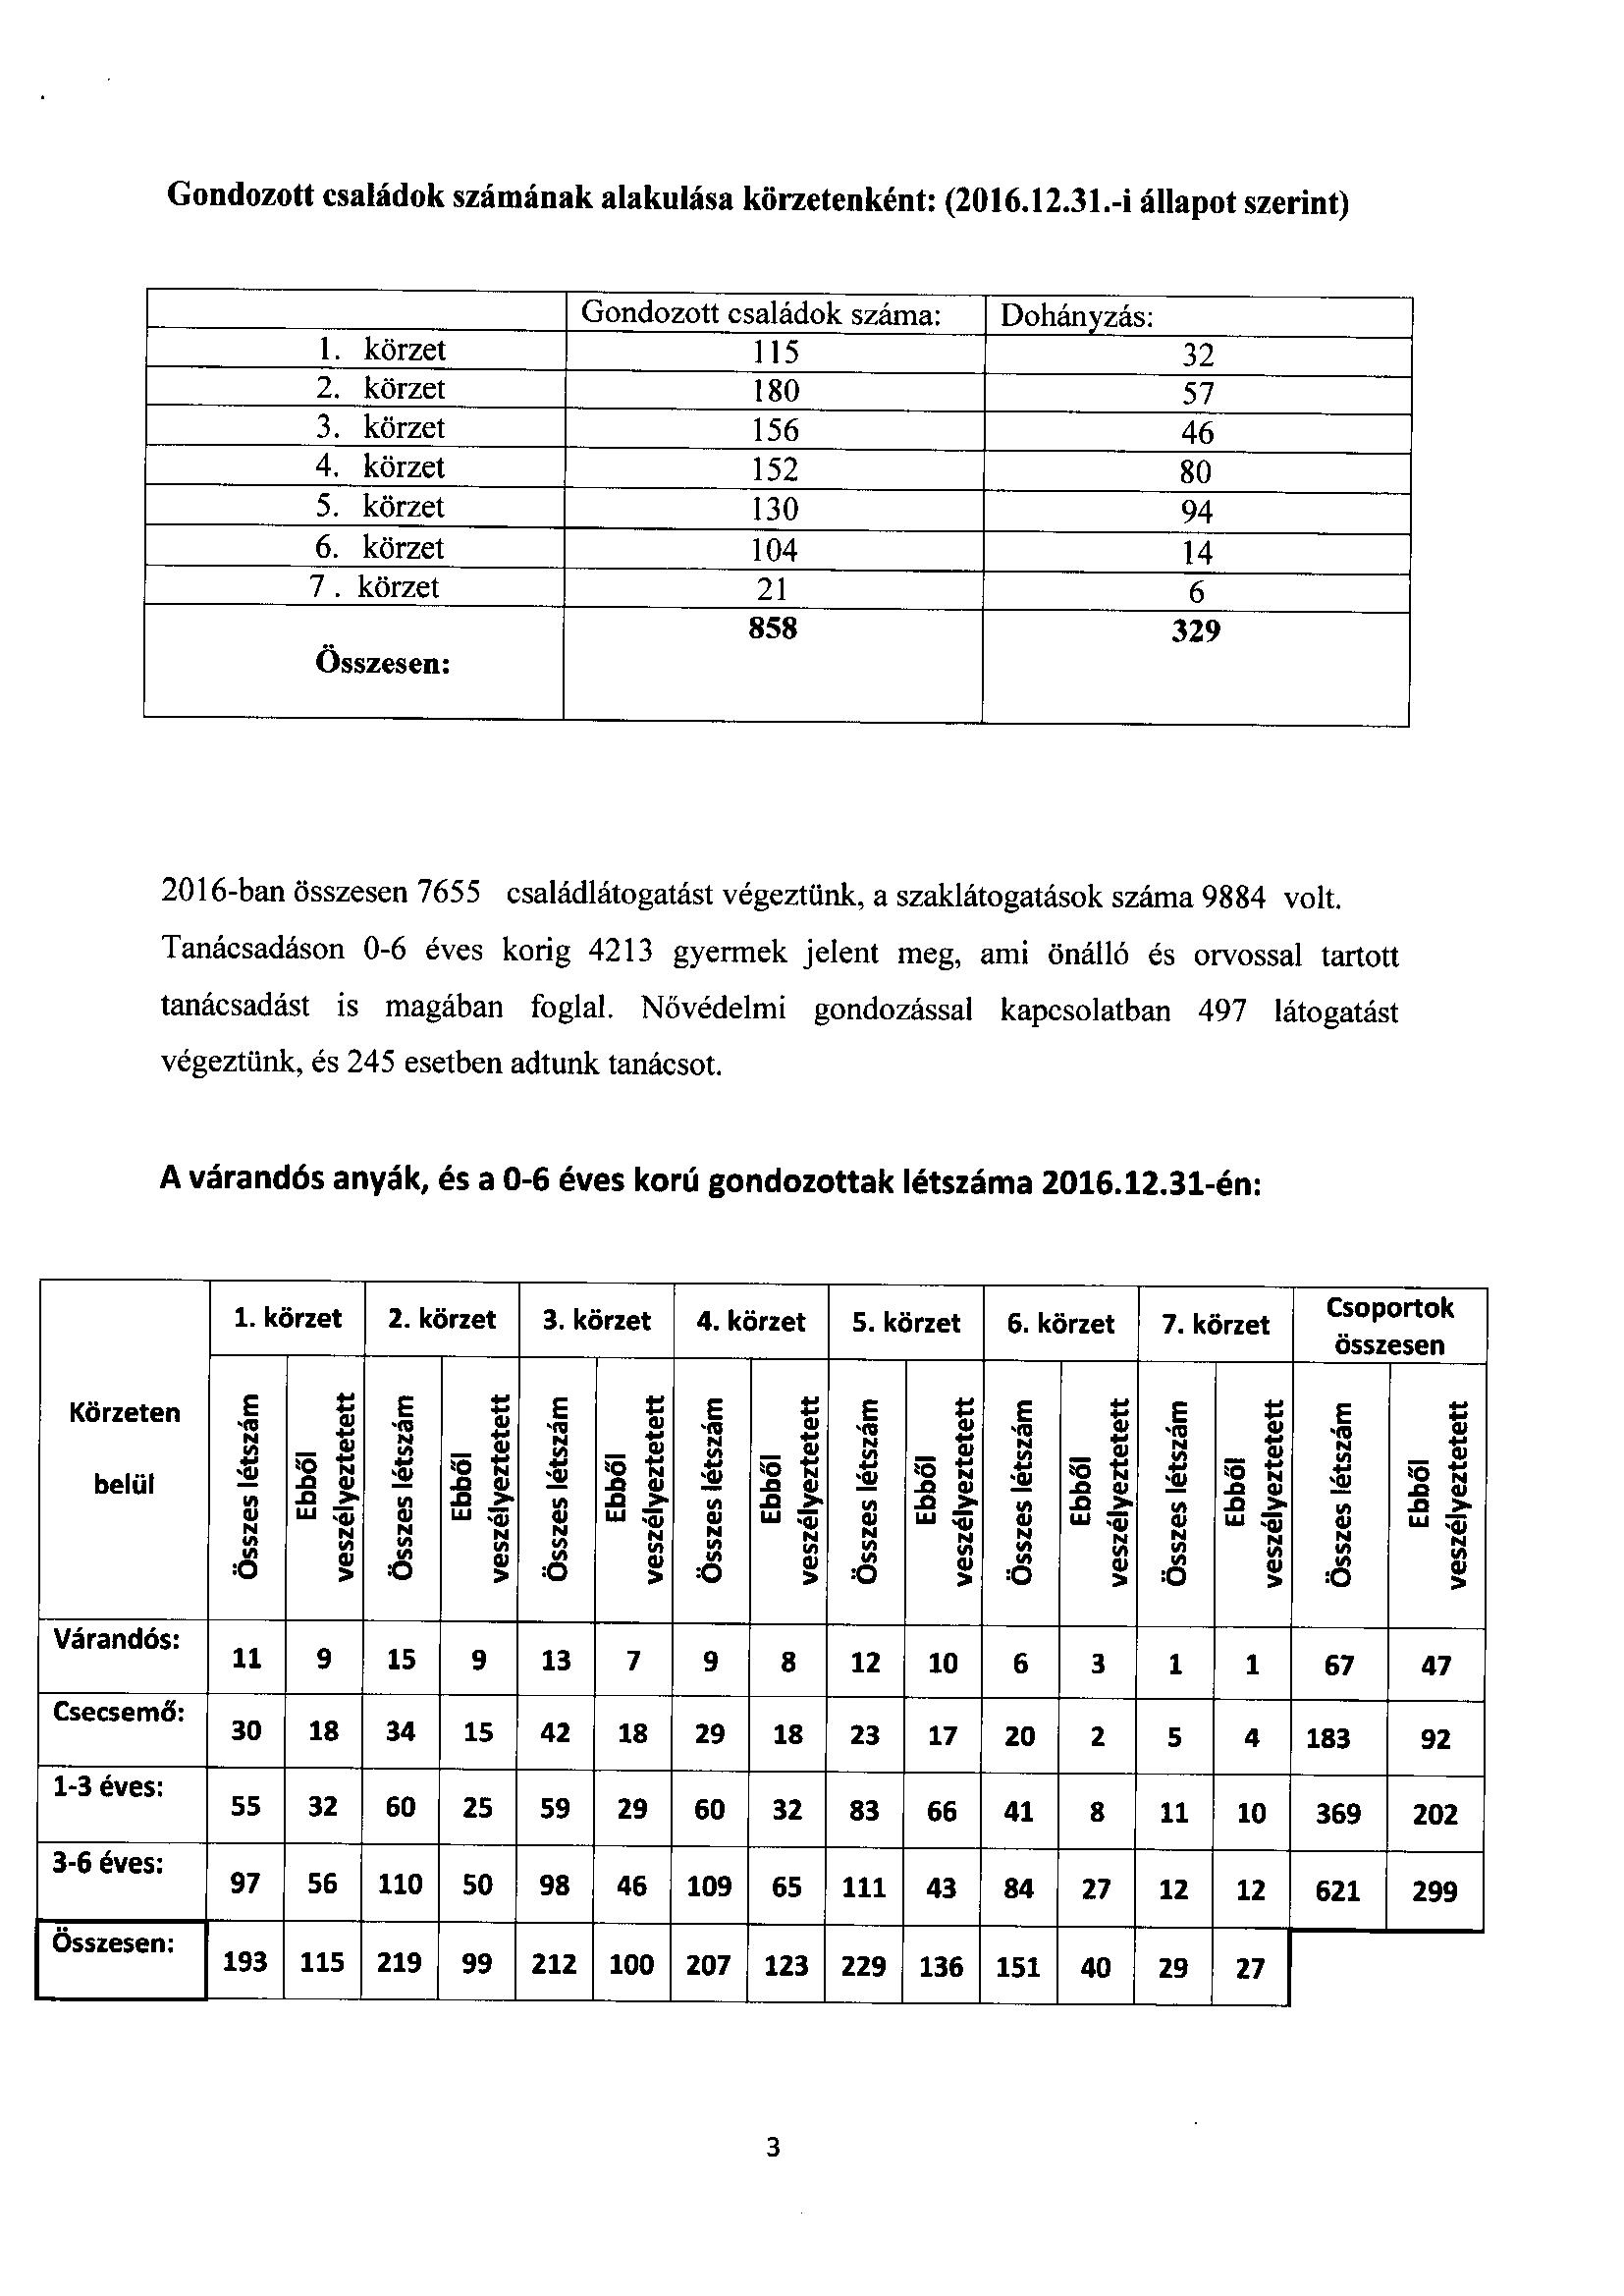 Gondozott családok számának alakulása körzetenként: (2016.12.31.-i állapot szerint)
Gondozott családok száma: Dohányzás:
1. körzet 115 32
2. körzet 180 57
3. körzet 156 46
4. körzet 152 80
5. körzet 130 94
6. körzet 104 14
7 . körzet 21 6
Összesen: 858 329
2016-ban összesen 7655 családlátogatást végeztünk, a szaklátogatások száma 9884 volt.
Tanácsadáson 0-6 éves korig 4213 gyermek jelent meg, ami önálló és orvossal tartott
tanácsadást is magában foglal. Nővédelmi gondozással kapcsolatban 497 látogatást
végeztünk, és 245 esetben adtunk tanácsot.
A várandós anyák, és a 0-6 éves korú gondozottak létszáma 2016.12.31-én:
Körzeten belül 1. körzet 2. körzet 3. körzet 4. körzet 5. körzet 6. körzet 7. körzet Csoportok összesen
Összes létszám Ebből veszélyeztetett Összes létszám Ebből veszélyeztetett Összes létszám Ebből veszélyeztetett Összes létszám Ebből veszélyeztetett Összes létszám Ebből veszélyeztetett Összes létszám Ebből veszélyeztetett Összes létszám Ebből veszélyeztetett Összes létszám Ebből veszélyeztetett
Várandós: 11 9 15 9 13 7 9 8 12 10 6 3 1 1 67 47
Csecsemő: 30 18 34 15 42 18 29 18 23 17 20 2 5 4 183 92
1-3 éves: 55 32 60 25 59 29 60 32 83 66 41 8 11 10 369 202
3-6 éves: 97 56 110 50 98 46 109 65 111 43 84 27 12 12 621 299
Összesen: 193 115 219 99 212 100 207 123 229 136 151 40 29 27
3